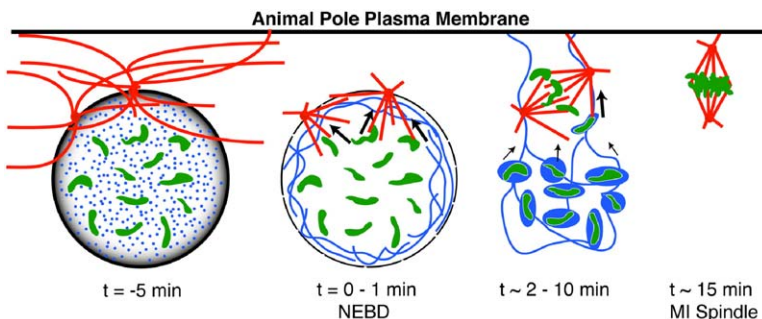 Animal Pole Plasma Membrane
t = -5 min
t = 0 - 1 min
NEBD
t ~ 2 - 10 min
t ~ 15 min
MI Spindle